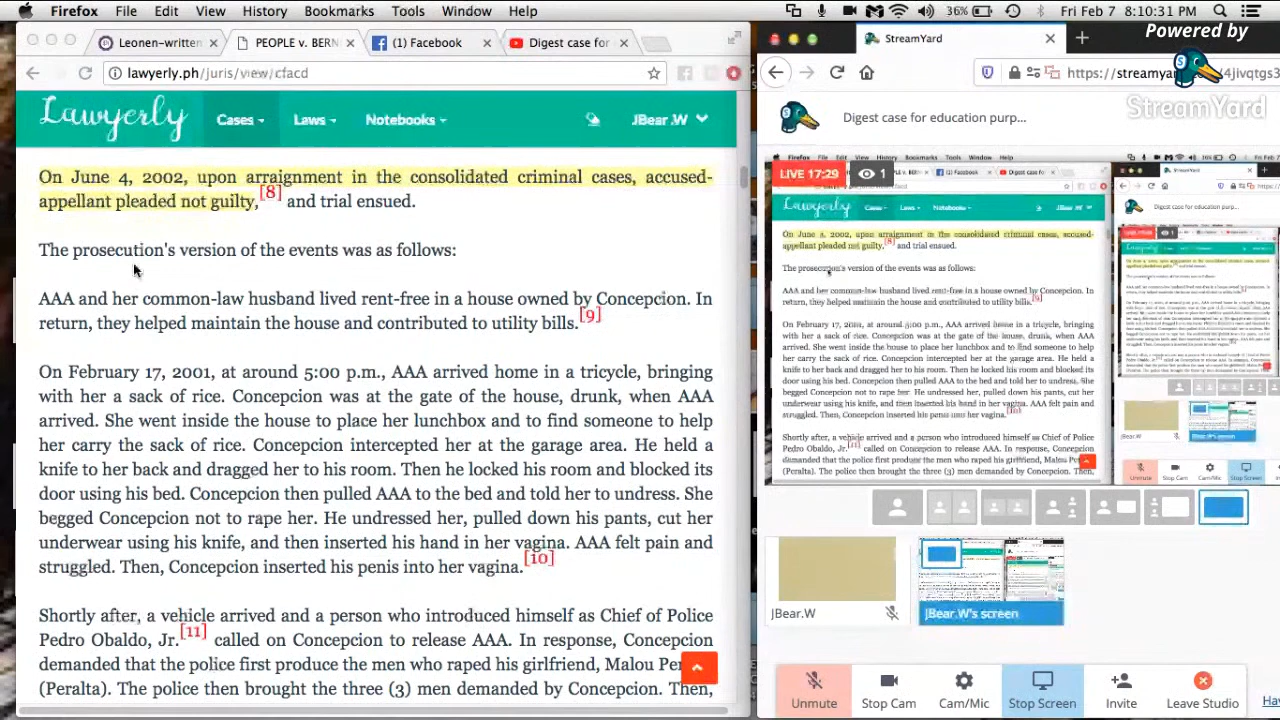 Firefox File Edit View History Bookmarks Tools Window Help 36% Fri Feb 7 8:10:31 PM
Leonen-written × PEOPLE v. BERN × (1) Facebook × Digest case for ×
lawyerly.ph/juris/view/cfacd
Lawyerly Cases Laws Notebooks JBear.W
On June 4, 2002, upon arraignment in the consolidated criminal cases, accused-
appellant pleaded not guilty,[8] and trial ensued.
The prosecution's version of the events was as follows:
AAA and her common-law husband lived rent-free in a house owned by Concepcion. In
return, they helped maintain the house and contributed to utility bills.[9]
On February 17, 2001, at around 5:00 p.m., AAA arrived home in a tricycle, bringing
with her a sack of rice. Concepcion was at the gate of the house, drunk, when AAA
arrived. She went inside the house to place her lunchbox and to find someone to help
her carry the sack of rice. Concepcion intercepted her at the garage area. He held a
knife to her back and dragged her to his room. Then he locked his room and blocked its
door using his bed. Concepcion then pulled AAA to the bed and told her to undress. She
begged Concepcion not to rape her. He undressed her, pulled down his pants, cut her
underwear using his knife, and then inserted his hand in her vagina. AAA felt pain and
struggled. Then, Concepcion inserted his penis into her vagina.[10]
Shortly after, a vehicle arrived and a person who introduced himself as Chief of Police
Pedro Obaldo, Jr.[11] called on Concepcion to release AAA. In response, Concepcion
demanded that the police first produce the men who raped his girlfriend, Malou
(Peralta). The police then brought the three (3) men demanded by Concepcion. Then,
StreamYard ×
https://streamyard
Powered by
StreamYard
Digest case for education purp...
LIVE 17:29 1
JBear.W
JBear.W's screen
Unmute Stop Cam Cam/Mic Stop Screen Invite Leave Studio